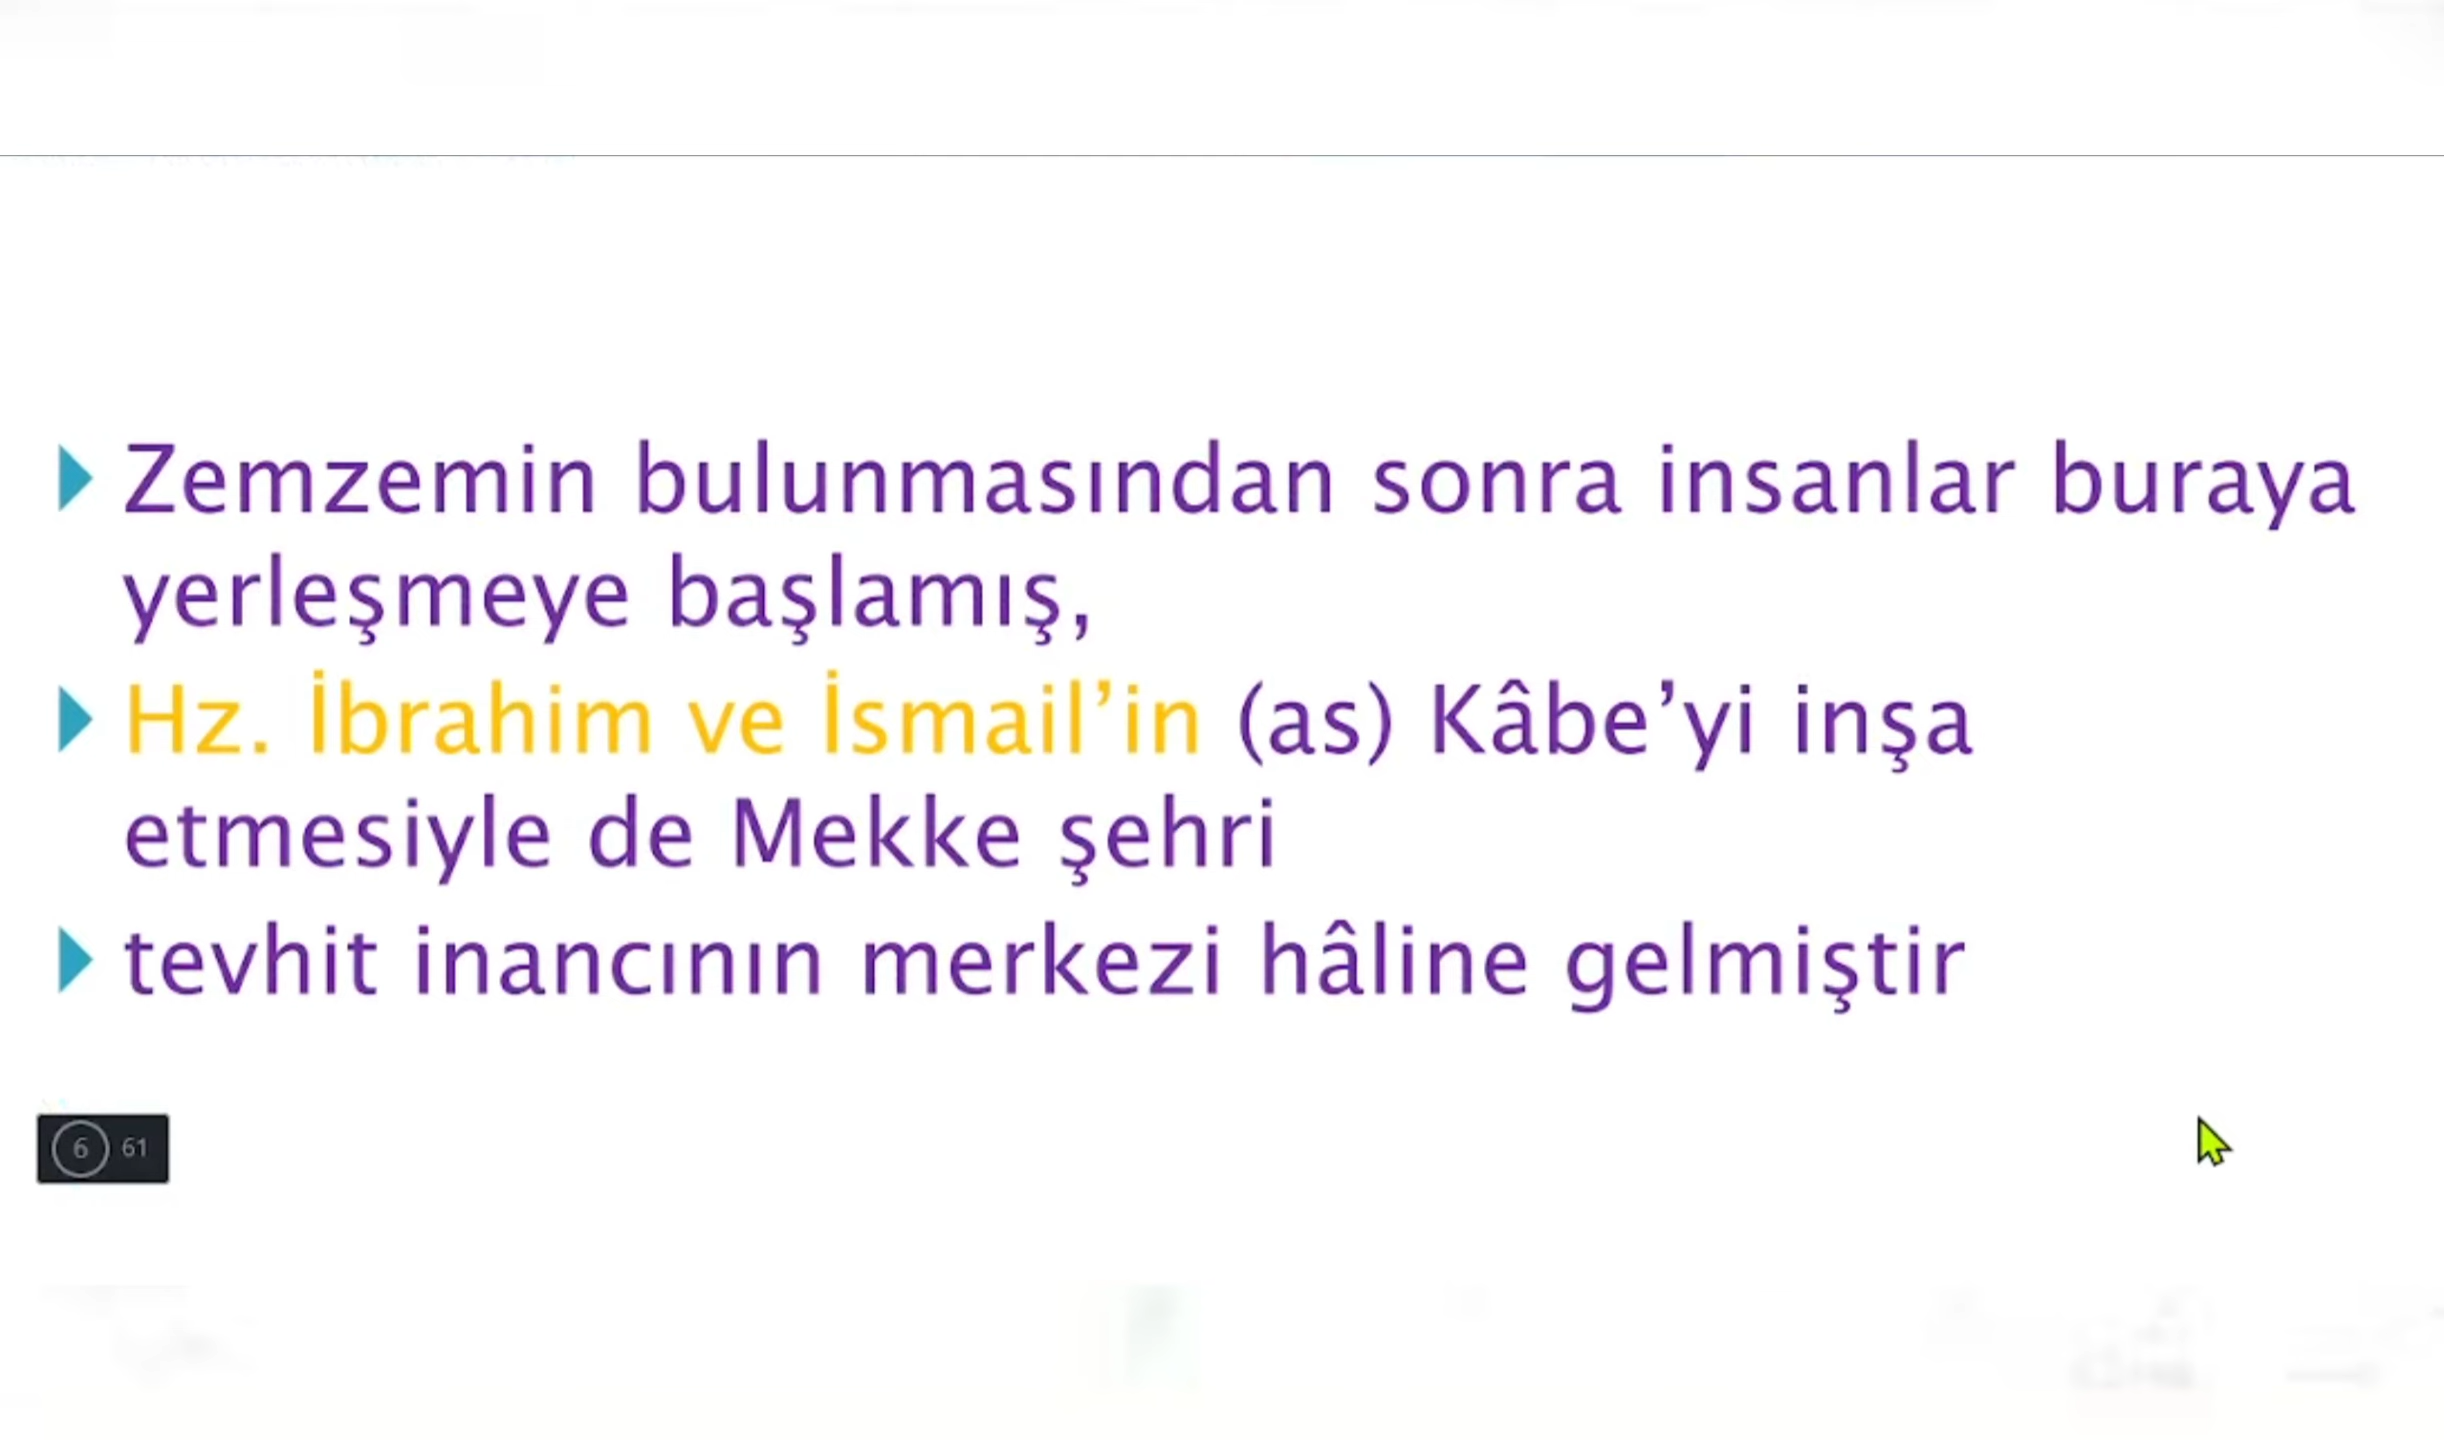 Zemzemin bulunmasından sonra insanlar buraya
yerleşmeye başlamış,
Hz. İbrahim ve İsmail’in (as) Kâbe’yi inşa
etmesiyle de Mekke şehri
tevhit inancının merkezi hâline gelmiştir
6 61